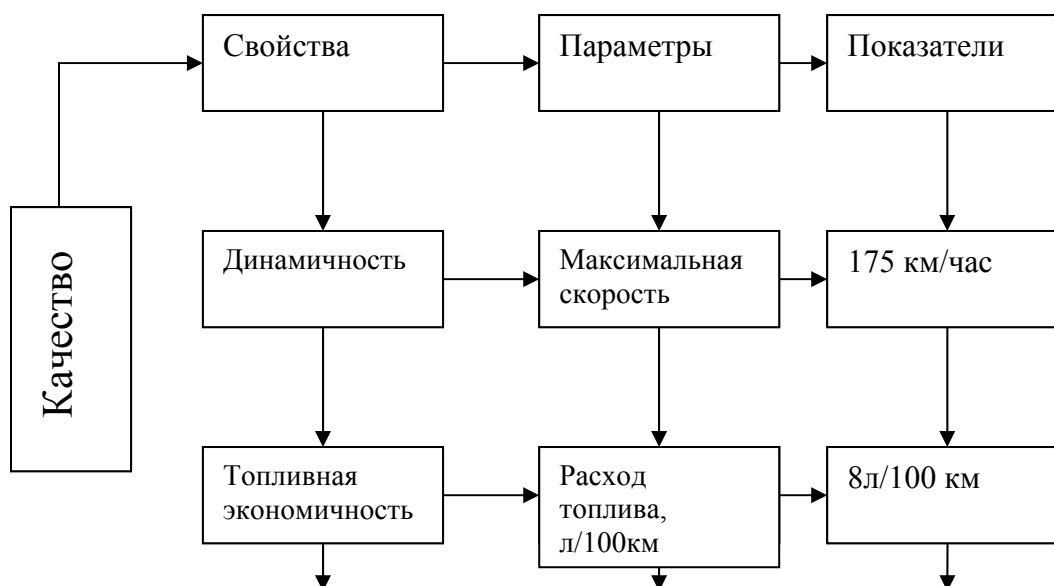 Свойства
Параметры
Показатели
Качество
Динамичность
Максимальная
скорость
175 км/час
Топливная
экономичность
Расход
топлива,
л/100км
8л/100 км